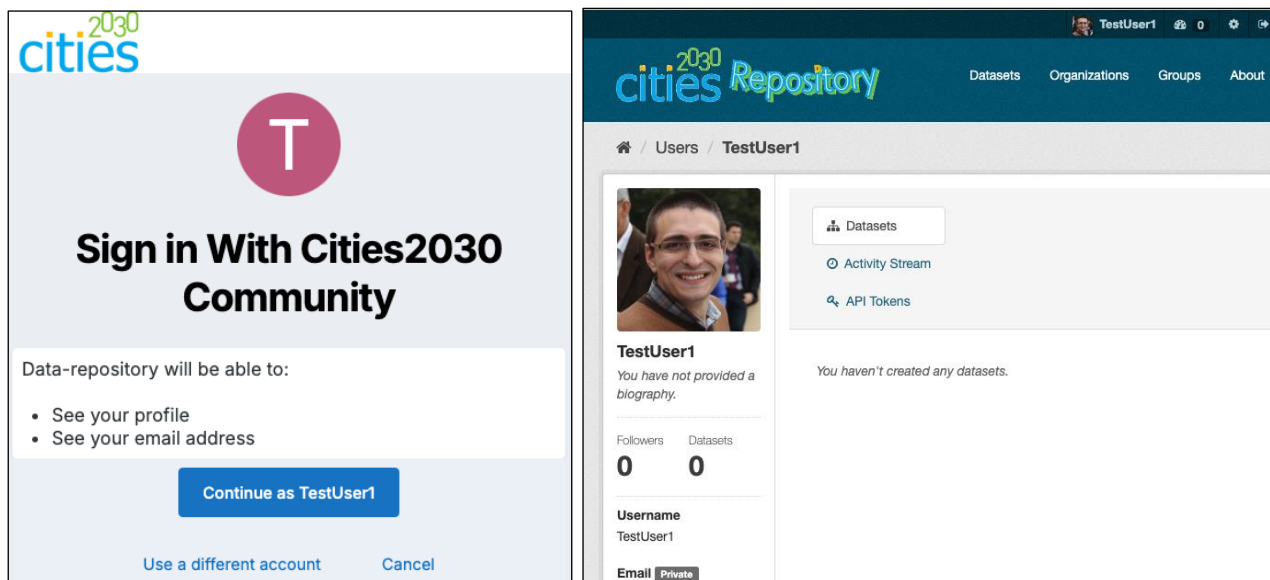 2030
cities
T
Sign in With Cities2030
Community
Data-repository will be able to:
• See your profile
• See your email address
Continue as TestUser1
Use a different account Cancel
TestUser1 0
2030
cities Repository
Datasets Organizations Groups About
/ Users / TestUser1
Datasets
Activity Stream
API Tokens
TestUser1
You have not provided a
biography.
You haven't created any datasets.
Followers Datasets
0 0
Username
TestUser1
Email Private